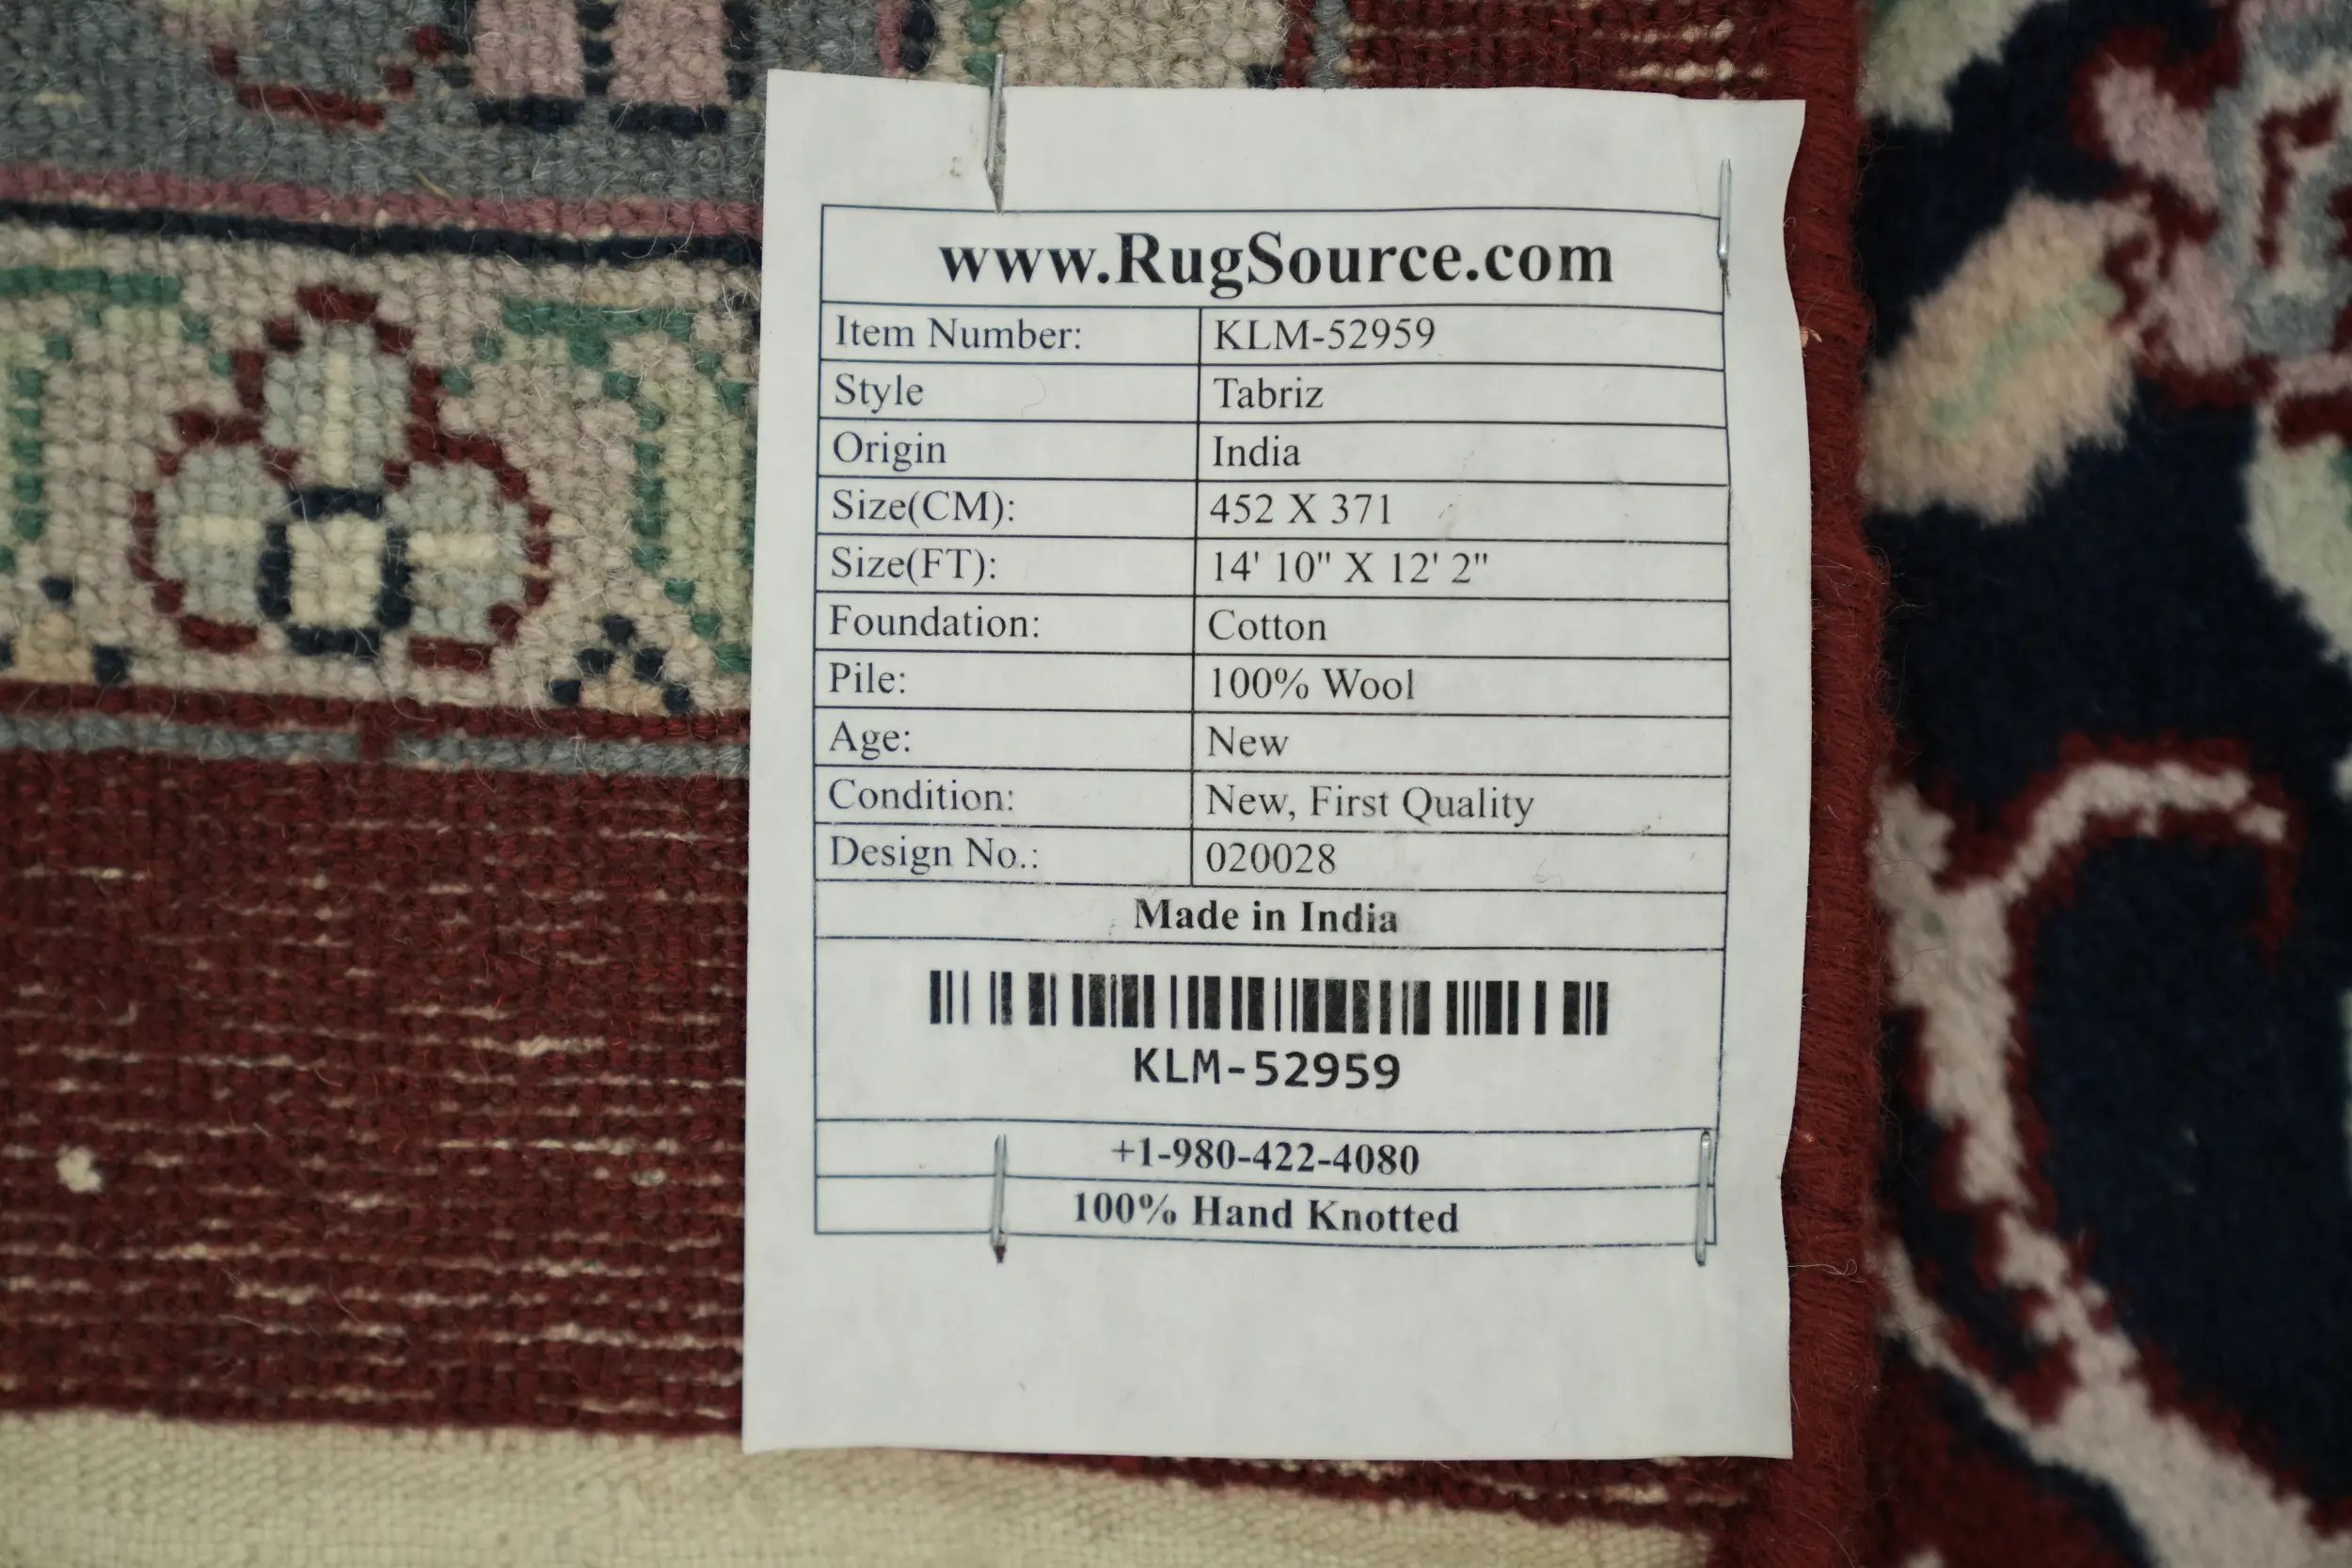 www.RugSource.com
Item Number: KLM-52959
Style Tabriz
Origin India
Size(CM): 452 X 371
Size(FT): 14' 10" X 12' 2"
Foundation: Cotton
Pile: 100% Wool
Age: New
Condition: New, First Quality
Design No.: 020028
Made in India
KLM-52959
+1-980-422-4080
100% Hand Knotted